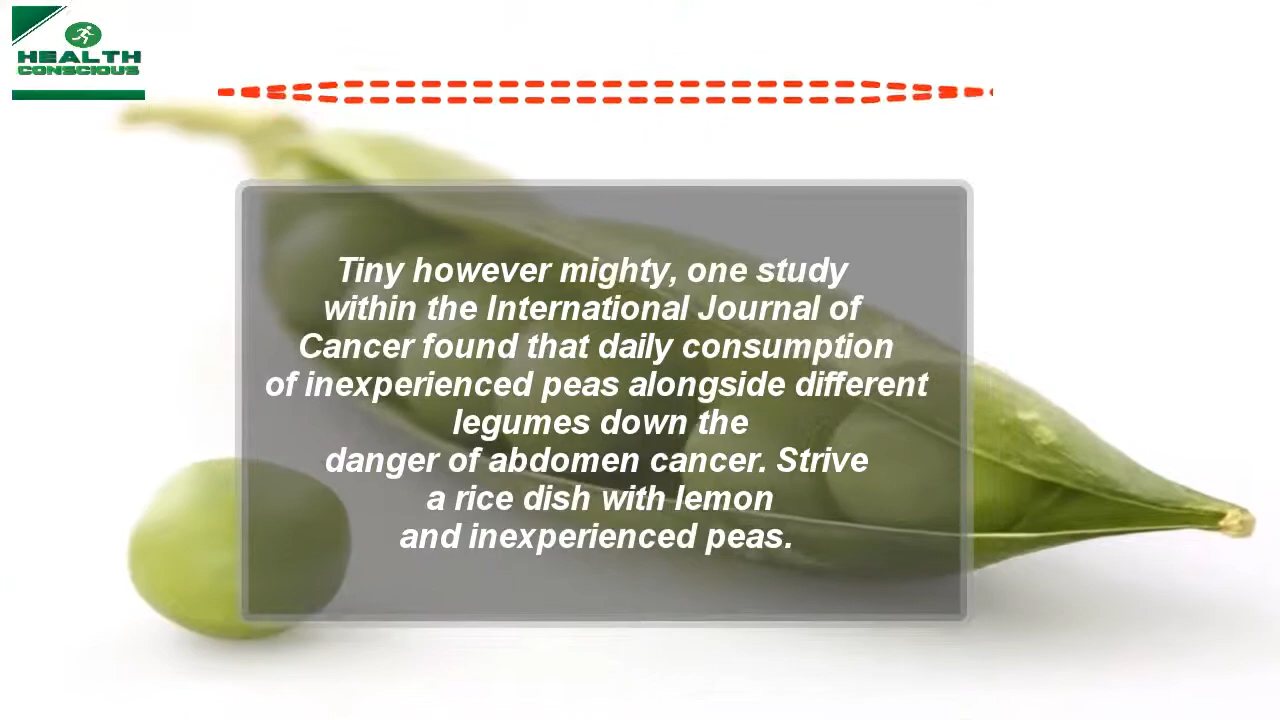 HEALTH
CONSCIOUS
Tiny however mighty, one study
within the International Journal of
Cancer found that daily consumption
of inexperienced peas alongside different
legumes down the
danger of abdomen cancer. Strive
a rice dish with lemon
and inexperienced peas.